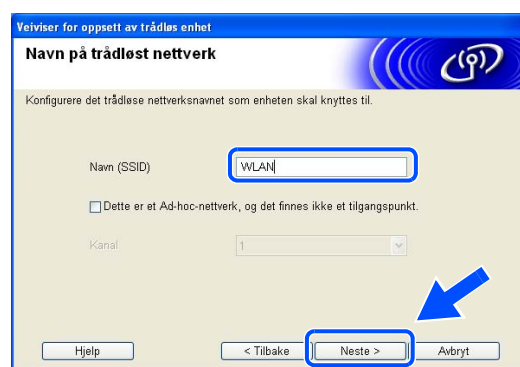 Veiviser for oppsett av trådløs enhet
Navn på trådløst nettverk
Konfigurere det trådløse nettverksnavnet som enheten skal knyttes til.
Navn (SSID) WLAN
Dette er et Ad-hoc-nettverk, og det finnes ikke et tilgangspunkt.
Kanal 1
Hjelp < Tilbake Neste > Avbryt